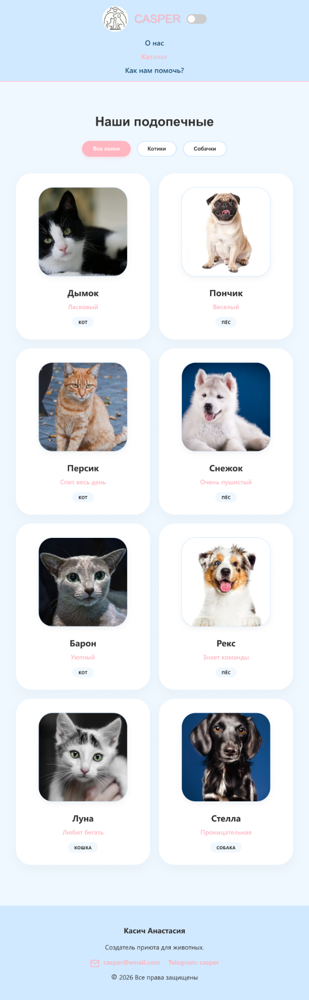 CASPER
О нас
Каталог
Как нам помочь?
Наши подопечные
Все лапки
Котики
Собачки
Дымок
Ласковый
КОТ
Пончик
Веселый
ПЁС
Персик
Спит весь день
КОТ
Снежок
Очень пушистый
ПЁС
Барон
Уютный
КОТ
Рекс
Знает команды
ПЁС
Луна
Любит бегать
КОШКА
Стелла
Проницательная
СОБАКА
Касич Анастасия
Создатель приюта для животных.
casper@email.com Telegram: casper
© 2026 Все права защищены